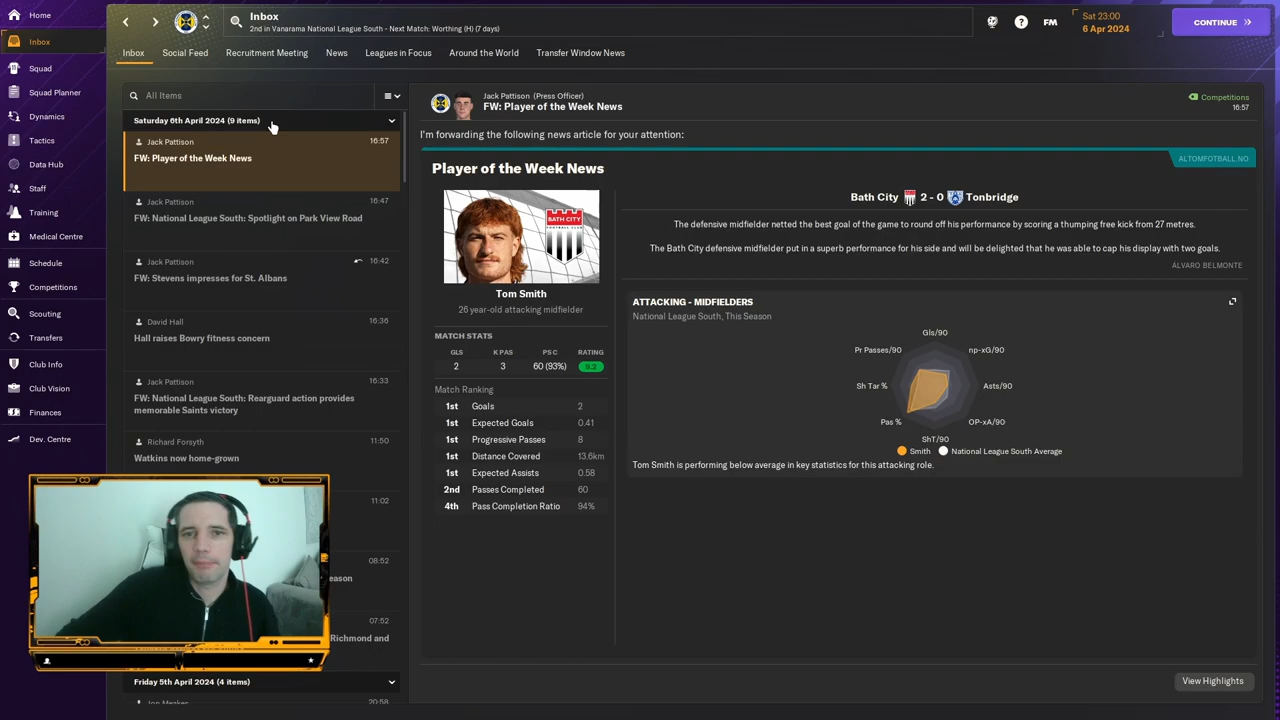 Home
Inbox
Squad
Squad Planner
Dynamics
Tactics
Data Hub
Staff
Training
Medical Centre
Schedule
Competitions
Scouting
Transfers
Club Info
Club Vision
Finances
Dev. Centre
Inbox
2nd in Vanarama National League South - Next Match: Worthing (H) (7 days)
FM
Sat 23:00
6 Apr 2024
CONTINUE
Inbox
Social Feed
Recruitment Meeting
News
Leagues in Focus
Around the World
Transfer Window News
All Items
Saturday 6th April 2024 (9 items)
Jack Pattison
16:57
FW: Player of the Week News
Jack Pattison
16:47
FW: National League South: Spotlight on Park View Road
Jack Pattison
16:42
FW: Stevens impresses for St. Albans
David Hall
16:36
Hall raises Bowry fitness concern
Jack Pattison
16:33
FW: National League South: Rearguard action provides
memorable Saints victory
Richard Forsyth
11:50
Watkins now home-grown
11:02
08:52
eason
07:52
Richmond and
Friday 5th April 2024 (4 items)
20:58
Jack Pattison (Press Officer)
FW: Player of the Week News
Competitions
16:57
I'm forwarding the following news article for your attention:
ALTOMFOTBALL.NO
Player of the Week News
BATH CITY
Tom Smith
26 year-old attacking midfielder
MATCH STATS
GLS K PAS PS C RATING
2 3 60 (93%) 9.2
Match Ranking
1st Goals 2
1st Expected Goals 0.41
1st Progressive Passes 8
1st Distance Covered 13.6km
1st Expected Assists 0.58
2nd Passes Completed 60
4th Pass Completion Ratio 94%
Bath City 2 - 0 Tonbridge
The defensive midfielder netted the best goal of the game to round off his performance by scoring a thumping free kick from 27 metres.
The Bath City defensive midfielder put in a superb performance for his side and will be delighted that he was able to cap his display with two goals.
ÁLVARO BELMONTE
ATTACKING - MIDFIELDERS
National League South, This Season
Gls/90
Pr Passes/90
np-xG/90
Sh Tar %
Asts/90
Pas %
OP-xA/90
ShT/90
Smith
National League South Average
Tom Smith is performing below average in key statistics for this attacking role.
View Highlights